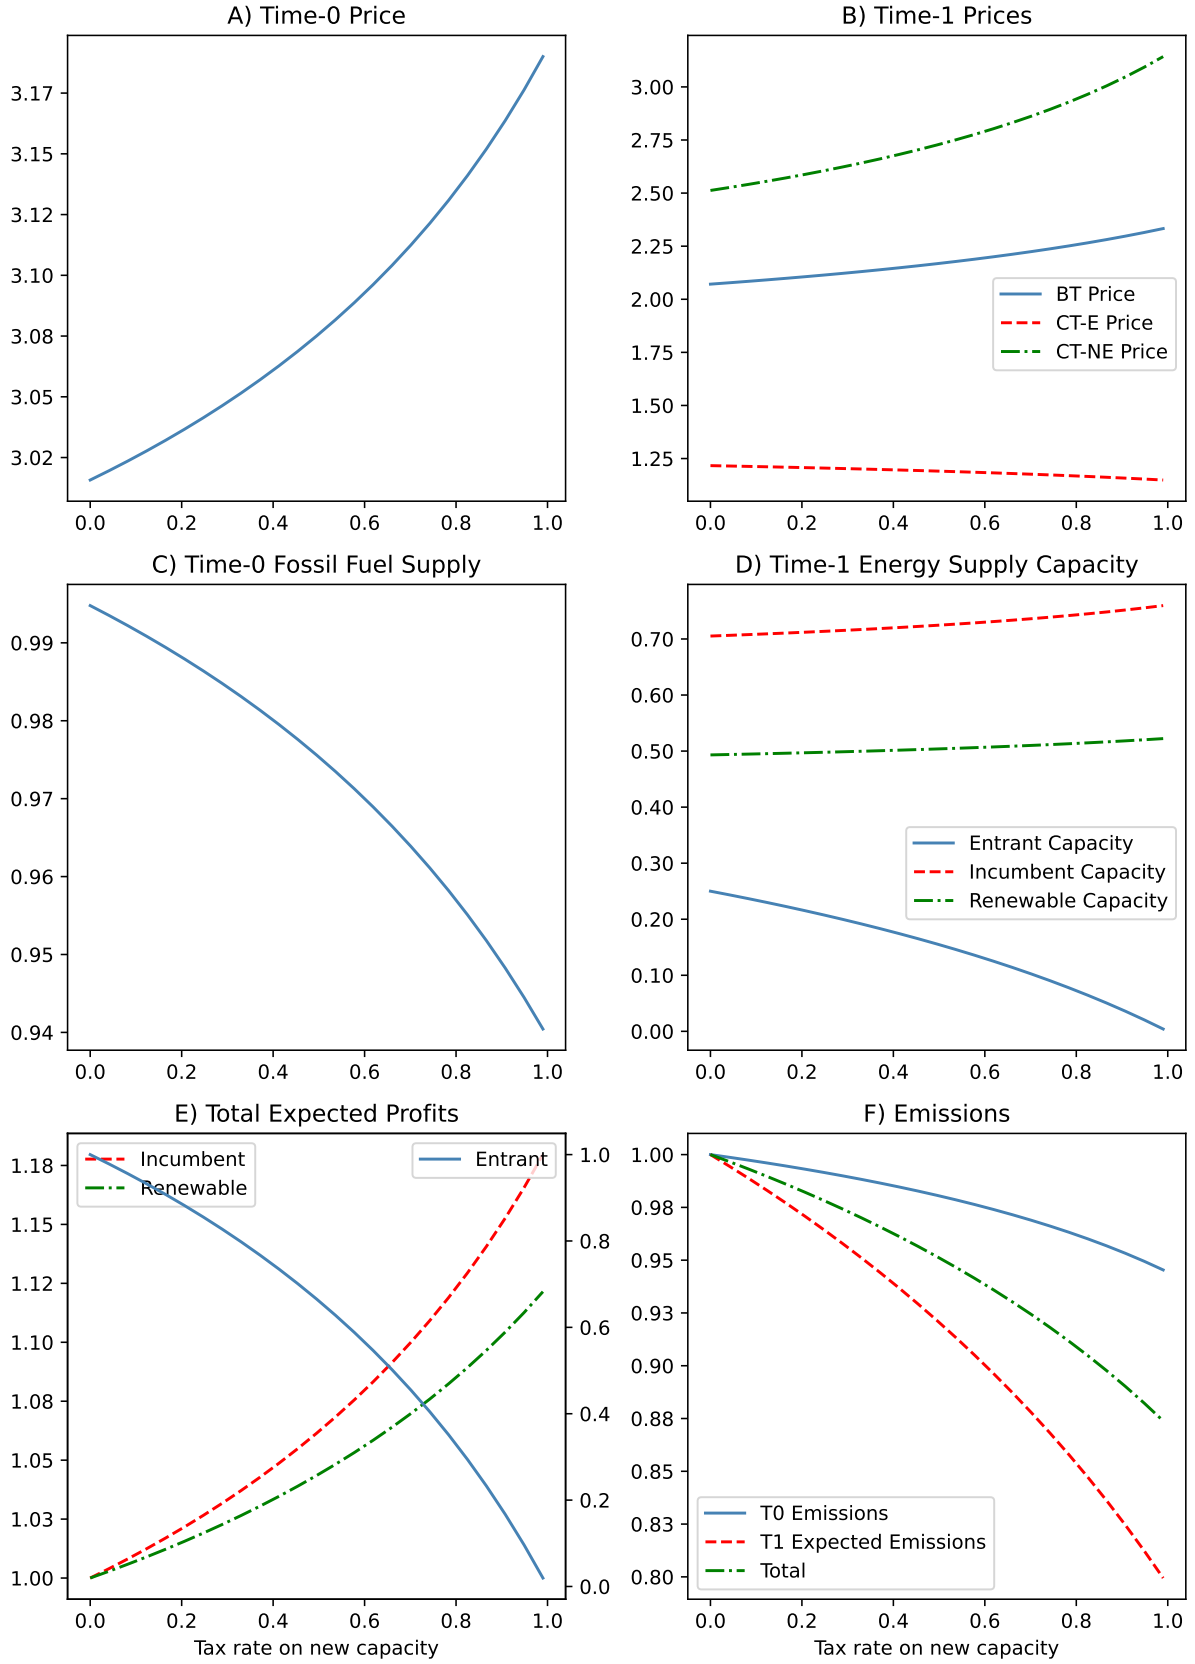 A) Time-0 Price
3.17
3.15
3.12
3.10
3.08
3.05
3.02
0.0 0.2 0.4 0.6 0.8 1.0
B) Time-1 Prices
3.00
2.75
2.50
2.25
2.00
1.75
1.50
1.25
BT Price
CT-E Price
CT-NE Price
0.0 0.2 0.4 0.6 0.8 1.0
C) Time-0 Fossil Fuel Supply
0.99
0.98
0.97
0.96
0.95
0.94
0.0 0.2 0.4 0.6 0.8 1.0
D) Time-1 Energy Supply Capacity
0.70
0.60
0.50
0.40
0.30
0.20
0.10
0.00
Entrant Capacity
Incumbent Capacity
Renewable Capacity
0.0 0.2 0.4 0.6 0.8 1.0
E) Total Expected Profits
1.18
1.15
1.12
1.10
1.08
1.05
1.03
1.00
Incumbent
Renewable
Entrant
1.0
0.8
0.6
0.4
0.2
0.0
0.0 0.2 0.4 0.6 0.8 1.0
Tax rate on new capacity
F) Emissions
1.00
0.98
0.95
0.93
0.90
0.88
0.85
0.83
0.80
T0 Emissions
T1 Expected Emissions
Total
0.0 0.2 0.4 0.6 0.8 1.0
Tax rate on new capacity